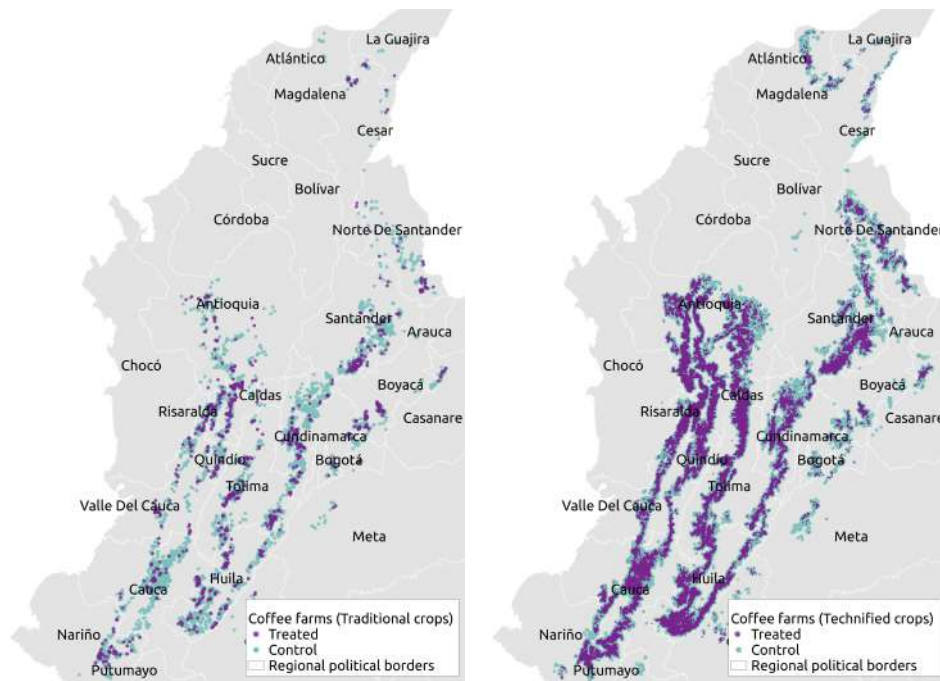 La Guajira
Atlántico
Magdalena
Cesar
Sucre
Bolívar
Córdoba
Norte De Santander
Antioquia
Santander
Arauca
Chocó
Boyacá
Caldas
Risaralda
Casanare
Cundinamarca
Quindío
Bogotá
Tolima
Valle Del Cauca
Meta
Huila
Cauca
Nariño
Putumayo
Coffee farms (Traditional crops)
Treated
Control
Regional political borders
La Guajira
Atlántico
Magdalena
Cesar
Sucre
Bolívar
Córdoba
Norte De Santander
Antioquia
Santander
Arauca
Chocó
Boyacá
Caldas
Risaralda
Casanare
Cundinamarca
Quindío
Bogotá
Tolima
Valle Del Cauca
Meta
Huila
Cauca
Nariño
Putumayo
Coffee farms (Technified crops)
Treated
Control
Regional political borders